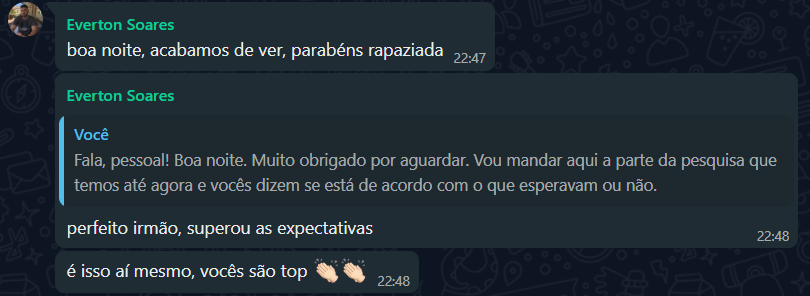 Everton Soares
boa noite, acabamos de ver, parabéns rapaziada 22:47
Everton Soares
Você
Fala, pessoal! Boa noite. Muito obrigado por aguardar. Vou mandar aqui a parte da pesquisa que
temos até agora e vocês dizem se está de acordo com o que esperavam ou não.
perfeito irmão, superou as expectativas
22:48
é isso aí mesmo, vocês são top 👏🏻👏🏻 22:48